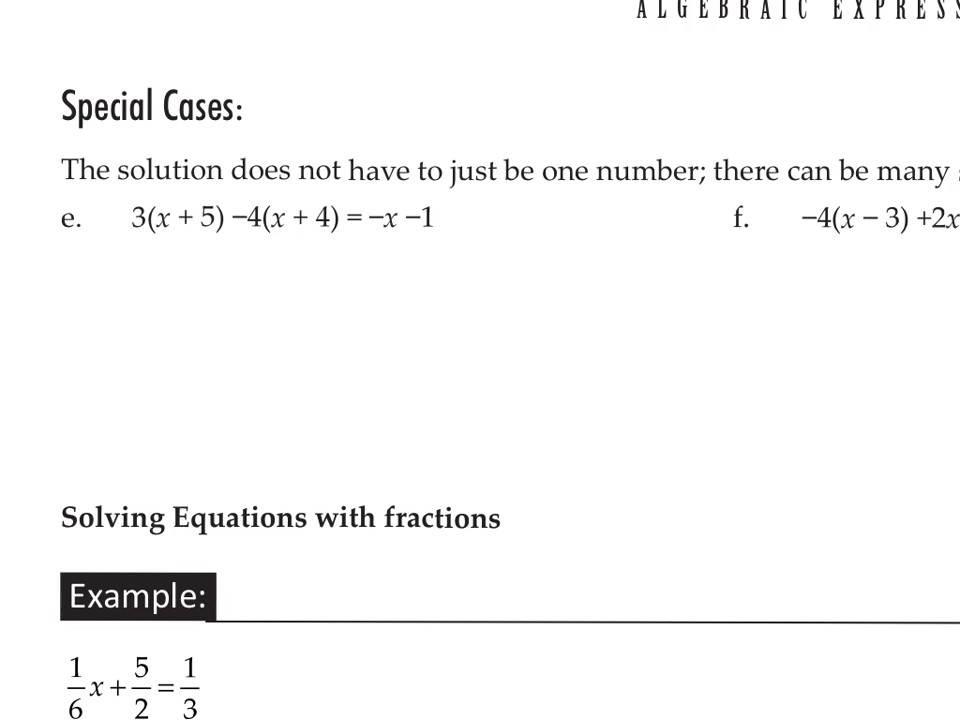 ALGEBRAIC EXPRESS
Special Cases:
The solution does not have to just be one number; there can be many
e. 3(x + 5) −4(x + 4) = −x −1 f. −4(x − 3) +2x
Solving Equations with fractions
Example:
1/6 x + 5/2 = 1/3